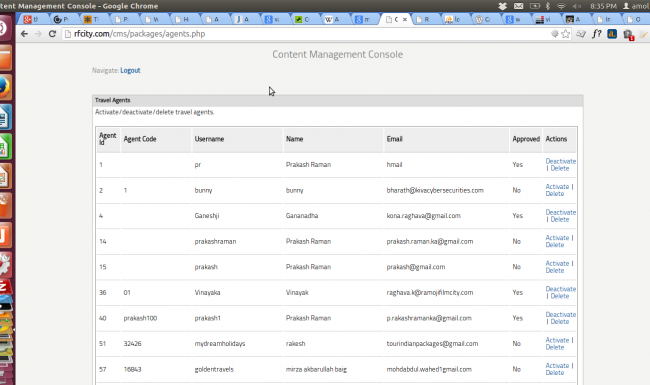 ntent Management Console - Google Chrome
8:35 PM
amol
rfcity.com/cms/packages/agents.php
Content Management Console
Navigate: Logout
Travel Agents
Activate/deactivate/delete travel agents.
Agent Id Agent Code Username Name Email Approved Actions
1 pr Prakash Raman hmail Yes Deactivate | Delete
2 1 bunny bunny bharath@kivacybersecurities.com No Activate | Delete
4 Ganeshji Gananadha kona.raghava@gmail.com Yes Deactivate | Delete
14 prakashraman Prakash Raman prakash.raman.ka@gmail.com No Activate | Delete
15 prakash Prakash Raman prakash@gmail.com No Activate | Delete
36 01 Vinayaka Vinayak raghava.k@ramojifilmcity.com Yes Deactivate | Delete
40 prakash100 prakash1 Prakash Raman p.rakashramanka@gmail.com Yes Deactivate | Delete
51 32426 mydreamholidays rakesh tourindianpackages@gmail.com No Activate | Delete
57 16843 goldentravels mirza akbarullah baig mohdabdul.wahed1@gmail.com No Activate | Delete